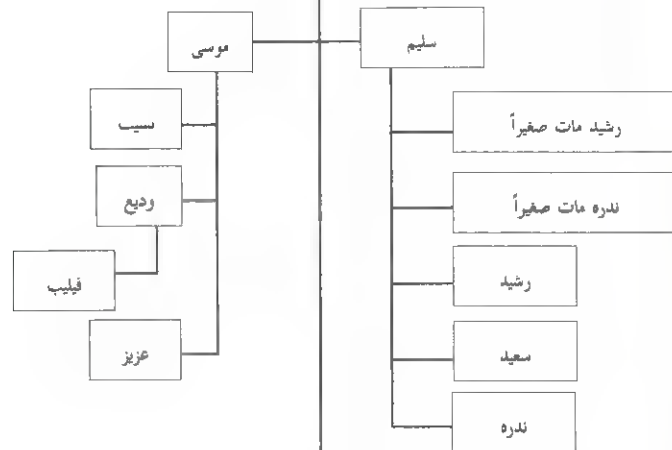 سليم
موسى
رشيد مات صغيراً
نسيب
ندره مات صغيراً
وديع
رشيد
فيليب
سعيد
عزيز
ندره